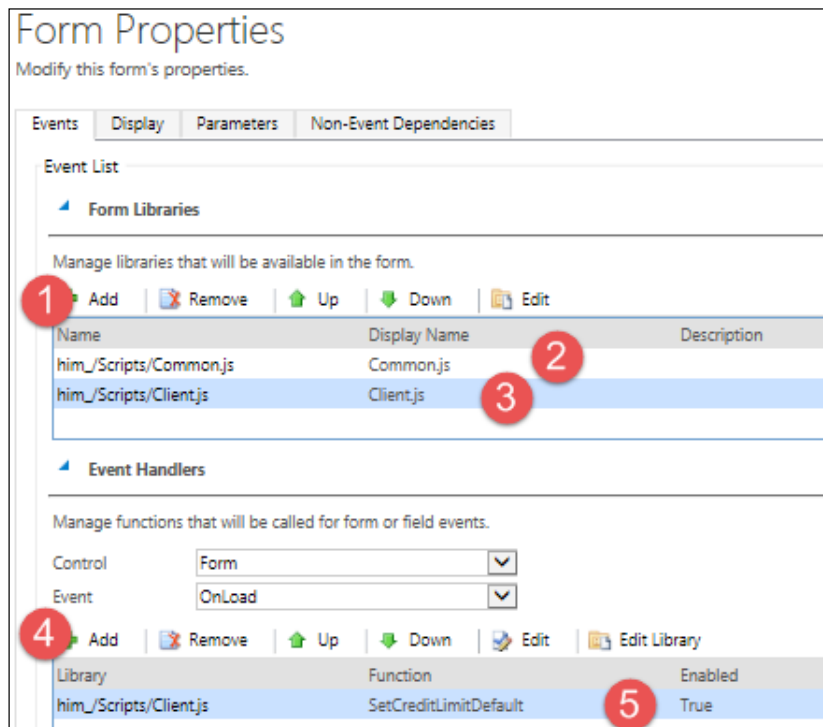 Form Properties
Modify this form's properties.
Events Display Parameters Non-Event Dependencies
Event List
Form Libraries
Manage libraries that will be available in the form.
1 Add Remove Up Down Edit
Name Display Name Description
him_/Scripts/Common.js Common.js 2
him_/Scripts/Client.js Client.js 3
Event Handlers
Manage functions that will be called for form or field events.
Control Form
Event OnLoad
4 Add Remove Up Down Edit Edit Library
Library Function Enabled
him_/Scripts/Client.js SetCreditLimitDefault 5 True